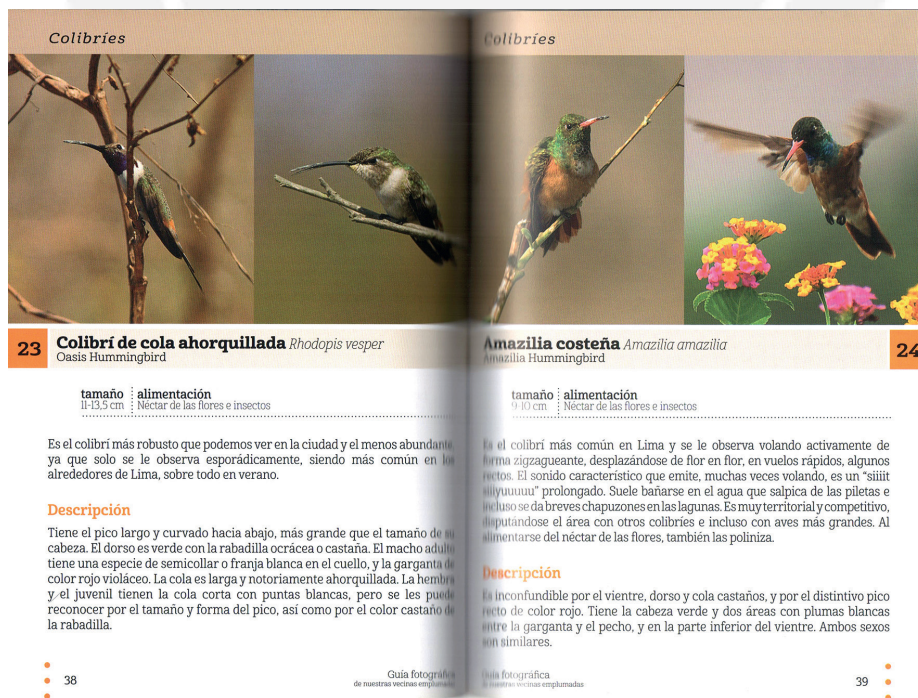 Colibríes
23
Colibrí de cola ahorquillada Rhodopis vesper
Oasis Hummingbird
tamaño alimentación
11-13,5 cm Néctar de las flores e insectos
Es el colibrí más robusto que podemos ver en la ciudad y el menos abundante,
ya que solo se le observa esporádicamente, siendo más común en los
alrededores de Lima, sobre todo en verano.
Descripción
Tiene el pico largo y curvado hacia abajo, más grande que el tamaño de su
cabeza. El dorso es verde con la rabadilla ocrácea o castaña. El macho adulto
tiene una especie de semicollar o franja blanca en el cuello, y la garganta de
color rojo violáceo. La cola es larga y notoriamente ahorquillada. La hembra
y el juvenil tienen la cola corta con puntas blancas, pero se les puede
reconocer por el tamaño y forma del pico, así como por el color castaño de
la rabadilla.
38
Guía fotográfica
de nuestras vecinas emplumadas
Colibríes
Amazilia costeña Amazilia amazilia
Amazilia Hummingbird
24
tamaño alimentación
9-10 cm Néctar de las flores e insectos
Es el colibrí más común en Lima y se le observa volando activamente de
forma zigzagueante, desplazándose de flor en flor, en vuelos rápidos, algunos
rectos. El sonido característico que emite, muchas veces volando, es un “siiiit
prolongado. Suele bañarse en el agua que salpica de las piletas e
incluso se da breves chapuzones en las lagunas. Es muy territorial y competitivo,
disputándose el área con otros colibríes e incluso con aves más grandes. Al
alimentarse del néctar de las flores, también las poliniza.
Descripción
Es inconfundible por el vientre, dorso y cola castaños, y por el distintivo pico
recto de color rojo. Tiene la cabeza verde y dos áreas con plumas blancas
entre la garganta y el pecho, y en la parte inferior del vientre. Ambos sexos
son similares.
Guía fotográfica
de nuestras vecinas emplumadas
39